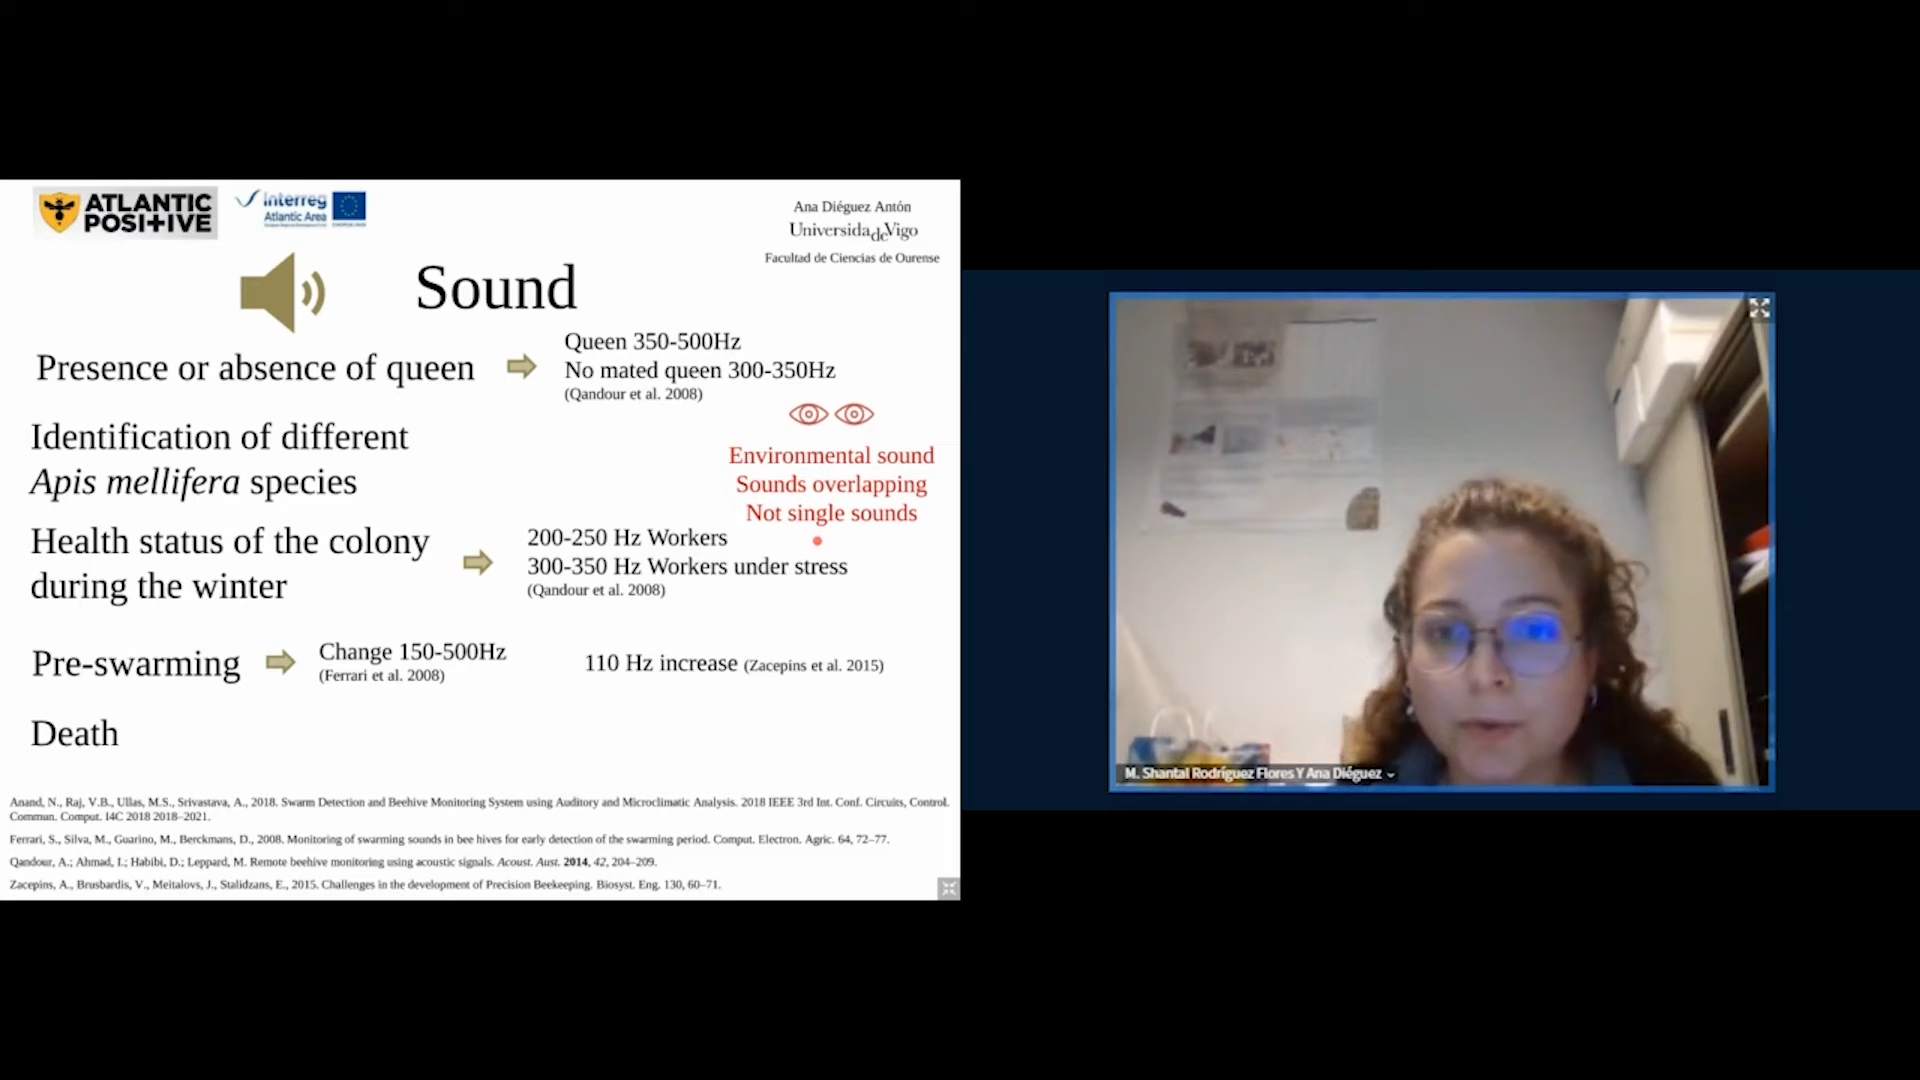 ATLANTIC
POSI+IVE
Interreg
Atlantic Area
Ana Diéguez Antón
UniversidadeVigo
Facultad de Ciencias de Ourense
Sound
Presence or absence of queen
Queen 350-500Hz
No mated queen 300-350Hz
(Qandour et al. 2008)
Identification of different
Apis mellifera species
Environmental sound
Sounds overlapping
Not single sounds
Health status of the colony
during the winter
200-250 Hz Workers
300-350 Hz Workers under stress
(Qandour et al. 2008)
Pre-swarming
Change 150-500Hz
(Ferrari et al. 2008)
110 Hz increase (Zacepins et al. 2015)
Death
Anand, N., Raj, V.B., Ullas, M.S., Srivastava, A., 2018. Swarm Detection and Beehive Monitoring System using Auditory and Microclimatic Analysis. 2018 IEEE 3rd Int. Conf. Circuits, Control.
Commun. Comput. I4C 2018 2018–2021.
Ferrari, S., Silva, M., Guarino, M., Berckmans, D., 2008. Monitoring of swarming sounds in bee hives for early detection of the swarming period. Comput. Electron. Agric. 64, 72–77.
Qandour, A.; Ahmad, I.; Habibi, D.; Leppard, M. Remote beehive monitoring using acoustic signals. Acoust. Aust. 2014, 42, 204–209.
Zacepins, A., Brusbardis, V., Meitalovs, J., Stalidzans, E., 2015. Challenges in the development of Precision Beekeeping. Biosyst. Eng. 130, 60–71.
M. Shantal Rodríguez Flores Y Ana Diéguez